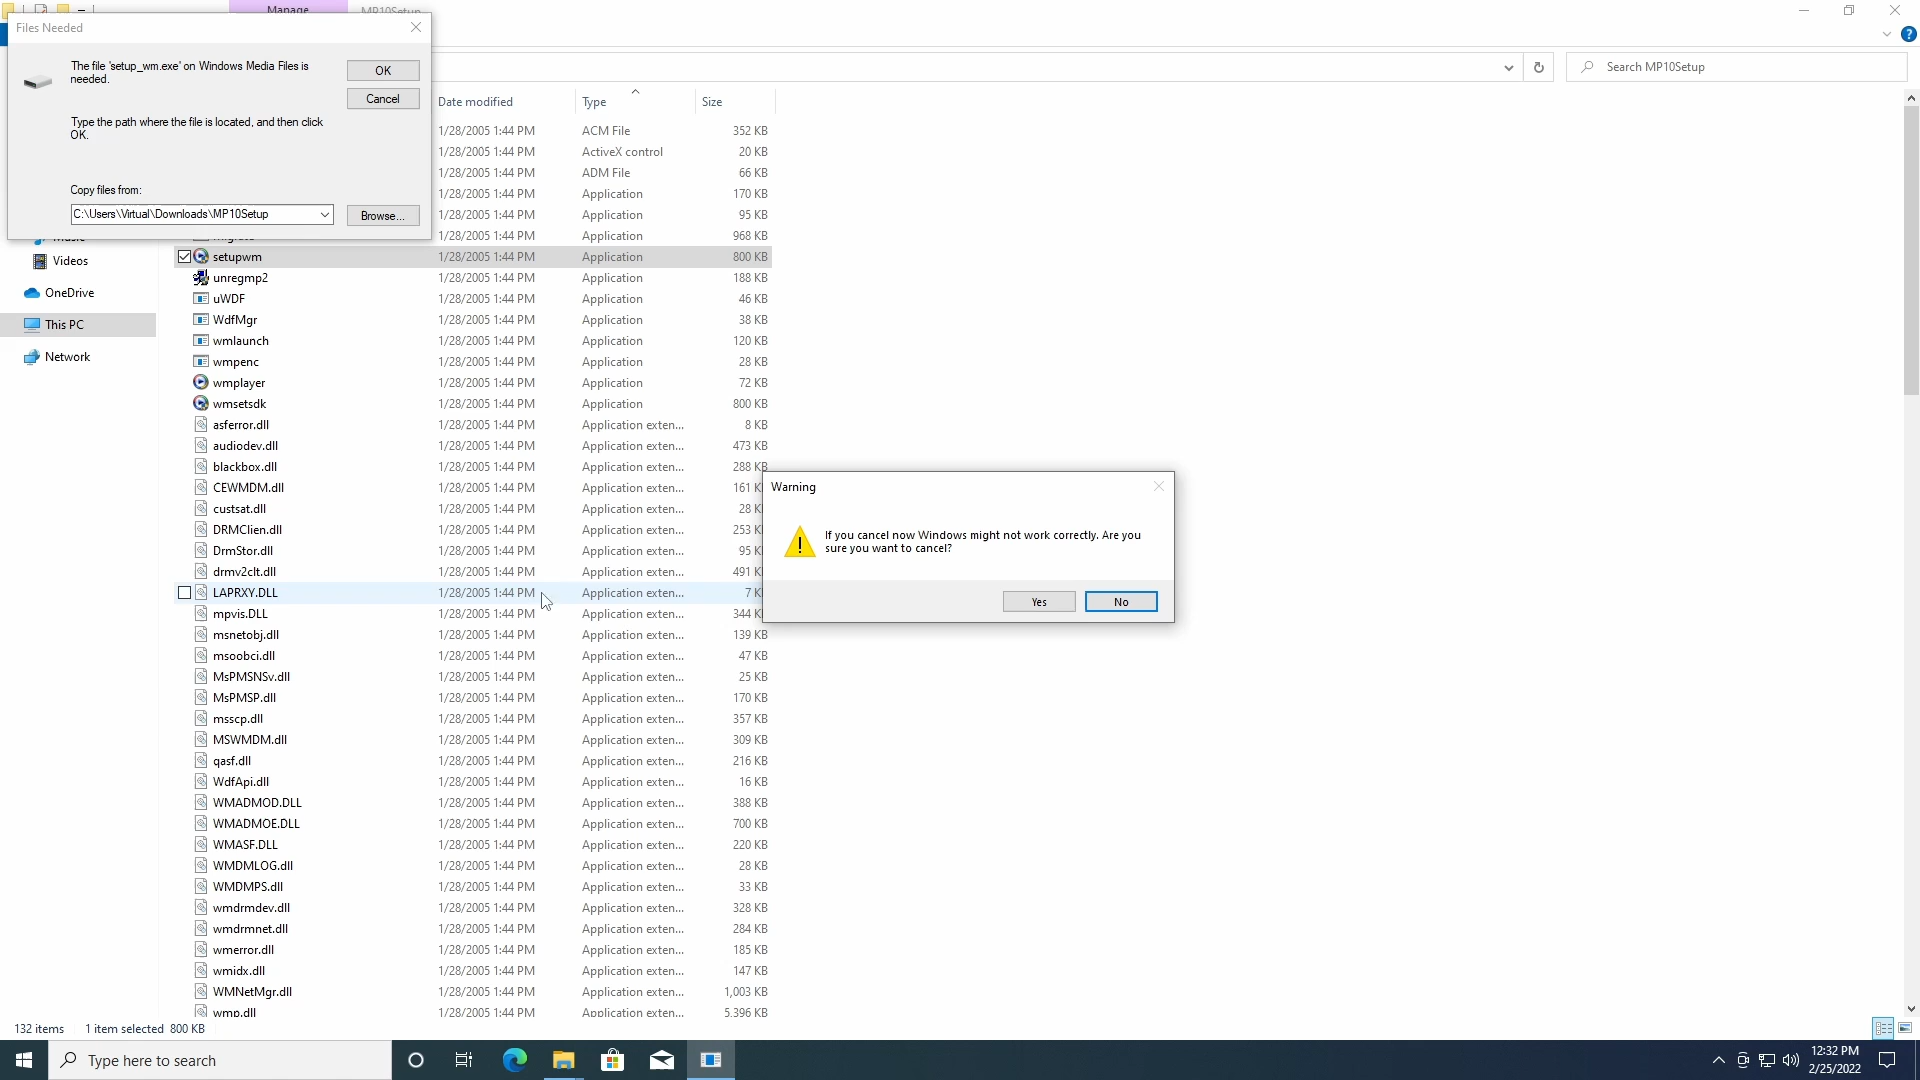 Manage
MP10Setup
Files Needed
The file 'setup_wm.exe' on Windows Media Files is
needed.
OK
Cancel
Type the path where the file is located, and then click
OK.
Copy files from:
C:\Users\Virtual\Downloads\MP10Setup
Browse...
Search MP10Setup
Date modified Type Size
1/28/2005 1:44 PM ACM File 352 KB
1/28/2005 1:44 PM ActiveX control 20 KB
1/28/2005 1:44 PM ADM File 66 KB
1/28/2005 1:44 PM Application 170 KB
1/28/2005 1:44 PM Application 95 KB
1/28/2005 1:44 PM Application 968 KB
Music
Videos
OneDrive
This PC
Network
setupwm 1/28/2005 1:44 PM Application 800 KB
unregmp2 1/28/2005 1:44 PM Application 188 KB
uWDF 1/28/2005 1:44 PM Application 46 KB
WdfMgr 1/28/2005 1:44 PM Application 38 KB
wmlaunch 1/28/2005 1:44 PM Application 120 KB
wmpenc 1/28/2005 1:44 PM Application 28 KB
wmplayer 1/28/2005 1:44 PM Application 72 KB
wmsetsdk 1/28/2005 1:44 PM Application 800 KB
asferror.dll 1/28/2005 1:44 PM Application exten... 8 KB
audiodev.dll 1/28/2005 1:44 PM Application exten... 473 KB
blackbox.dll 1/28/2005 1:44 PM Application exten... 288 KB
CEWMDM.dll 1/28/2005 1:44 PM Application exten... 161 K
custsat.dll 1/28/2005 1:44 PM Application exten... 28 K
DRMClien.dll 1/28/2005 1:44 PM Application exten... 253 K
DrmStor.dll 1/28/2005 1:44 PM Application exten... 95 K
drmv2clt.dll 1/28/2005 1:44 PM Application exten... 491 K
LAPRXY.DLL 1/28/2005 1:44 PM Application exten... 7 K
mpvis.DLL 1/28/2005 1:44 PM Application exten... 344 KB
msnetobj.dll 1/28/2005 1:44 PM Application exten... 139 KB
msoobci.dll 1/28/2005 1:44 PM Application exten... 47 KB
MsPMSNSv.dll 1/28/2005 1:44 PM Application exten... 25 KB
MsPMSP.dll 1/28/2005 1:44 PM Application exten... 170 KB
msscp.dll 1/28/2005 1:44 PM Application exten... 357 KB
MSWMDM.dll 1/28/2005 1:44 PM Application exten... 309 KB
qasf.dll 1/28/2005 1:44 PM Application exten... 216 KB
WdfApi.dll 1/28/2005 1:44 PM Application exten... 16 KB
WMADMOD.DLL 1/28/2005 1:44 PM Application exten... 388 KB
WMADMOE.DLL 1/28/2005 1:44 PM Application exten... 700 KB
WMASF.DLL 1/28/2005 1:44 PM Application exten... 220 KB
WMDMLOG.dll 1/28/2005 1:44 PM Application exten... 28 KB
WMDMPS.dll 1/28/2005 1:44 PM Application exten... 33 KB
wmdrmdev.dll 1/28/2005 1:44 PM Application exten... 328 KB
wmdrmnet.dll 1/28/2005 1:44 PM Application exten... 284 KB
wmerror.dll 1/28/2005 1:44 PM Application exten... 185 KB
wmidx.dll 1/28/2005 1:44 PM Application exten... 147 KB
WMNetMgr.dll 1/28/2005 1:44 PM Application exten... 1,003 KB
wmp.dll 1/28/2005 1:44 PM Application exten... 5,396 KB
Warning
If you cancel now Windows might not work correctly. Are you
sure you want to cancel?
Yes No
132 items 1 item selected 800 KB
Type here to search
12:32 PM
2/25/2022